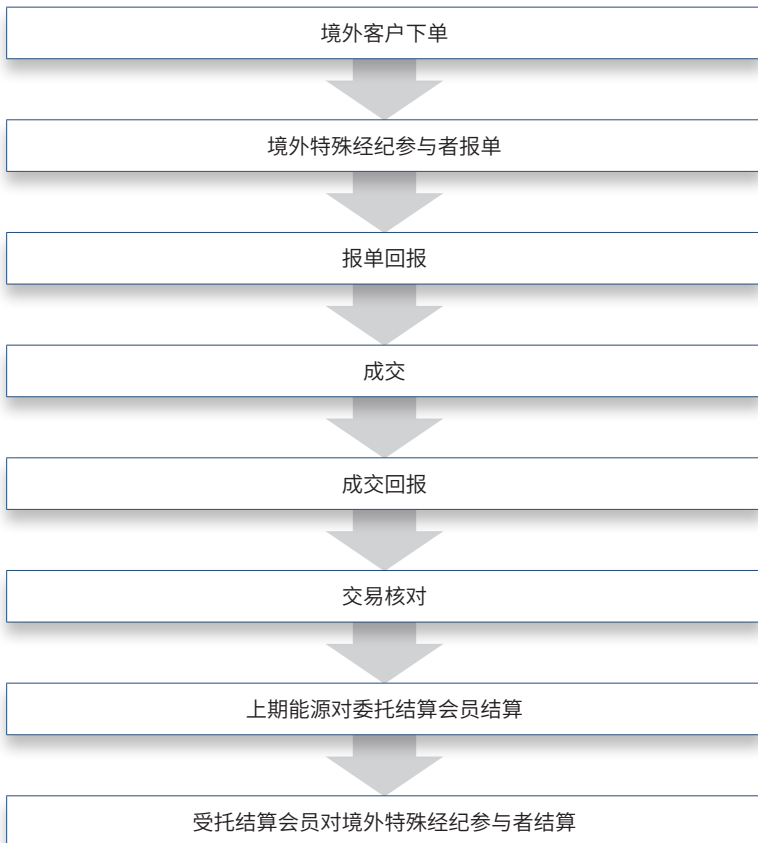 境外客户下单
境外特殊经纪参与者报单
报单回报
成交
成交回报
交易核对
上期能源对委托结算会员结算
受托结算会员对境外特殊经纪参与者结算